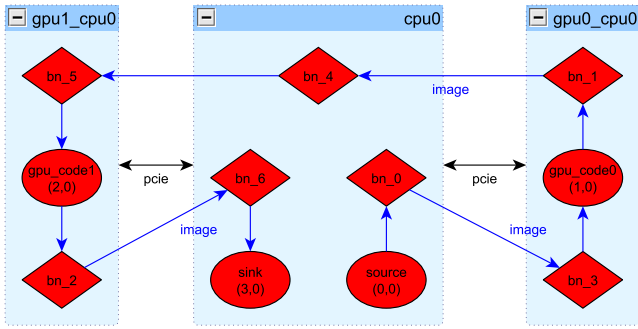 gpu1_cpu0
cpu0
gpu0_cpu0
bn_5
bn_4
bn_1
image
gpu_code1
(2,0)
pcie
bn_6
bn_0
pcie
gpu_code0
(1,0)
image
image
bn_2
sink
(3,0)
source
(0,0)
bn_3